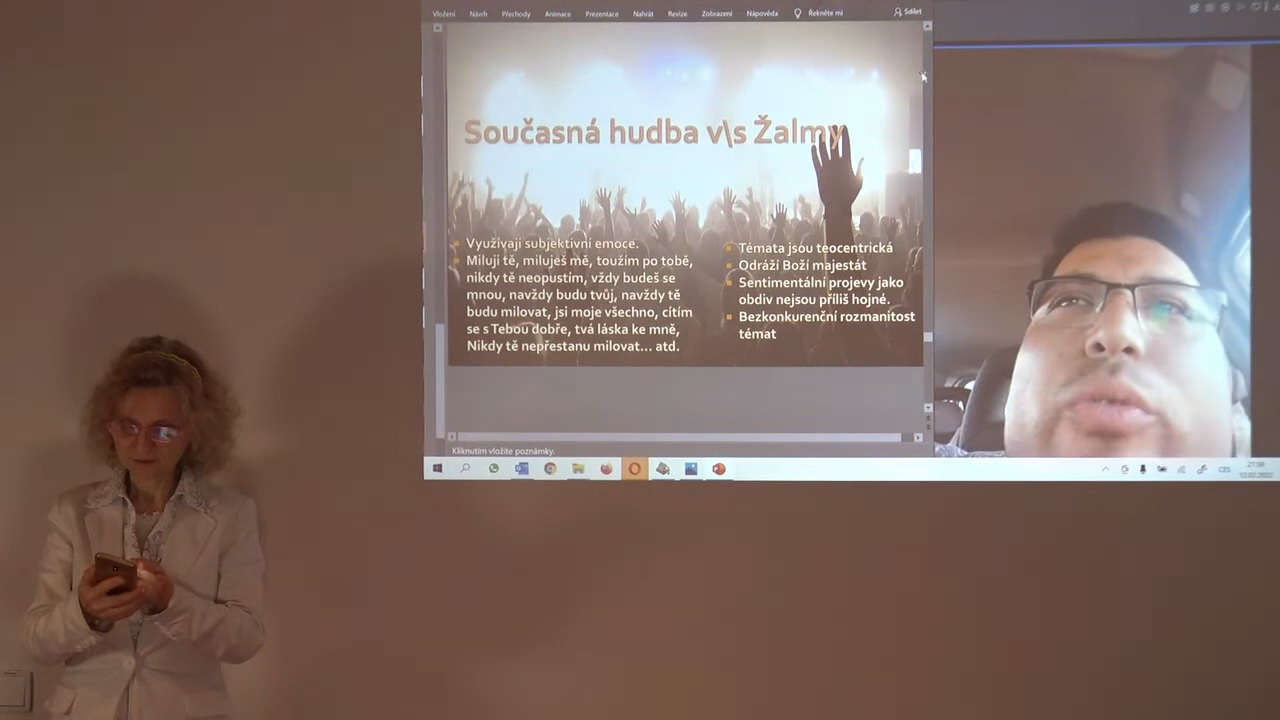 Vložení Návrh Přechody Animace Prezentace Nahrát Revize Zobrazení Nápověda Řekněte mi Sdílet
Současná hudba v\s Žalmy
Využívají subjektivní emoce.
Miluji tě, miluješ mě, toužím po tobě,
nikdy tě neopustím, vždy budeš se
mnou, navždy budu tvůj, navždy tě
budu milovat, jsi moje všechno, cítím
se s Tebou dobře, tvá láska ke mně,
Nikdy tě nepřestanu milovat... atd.
Témata jsou teocentrická
Odráží Boží majestát
Sentimentální projevy jako
obdiv nejsou příliš hojné.
Bezkonkurenční rozmanitost
témat
Kliknutím vložíte poznámky.
CES